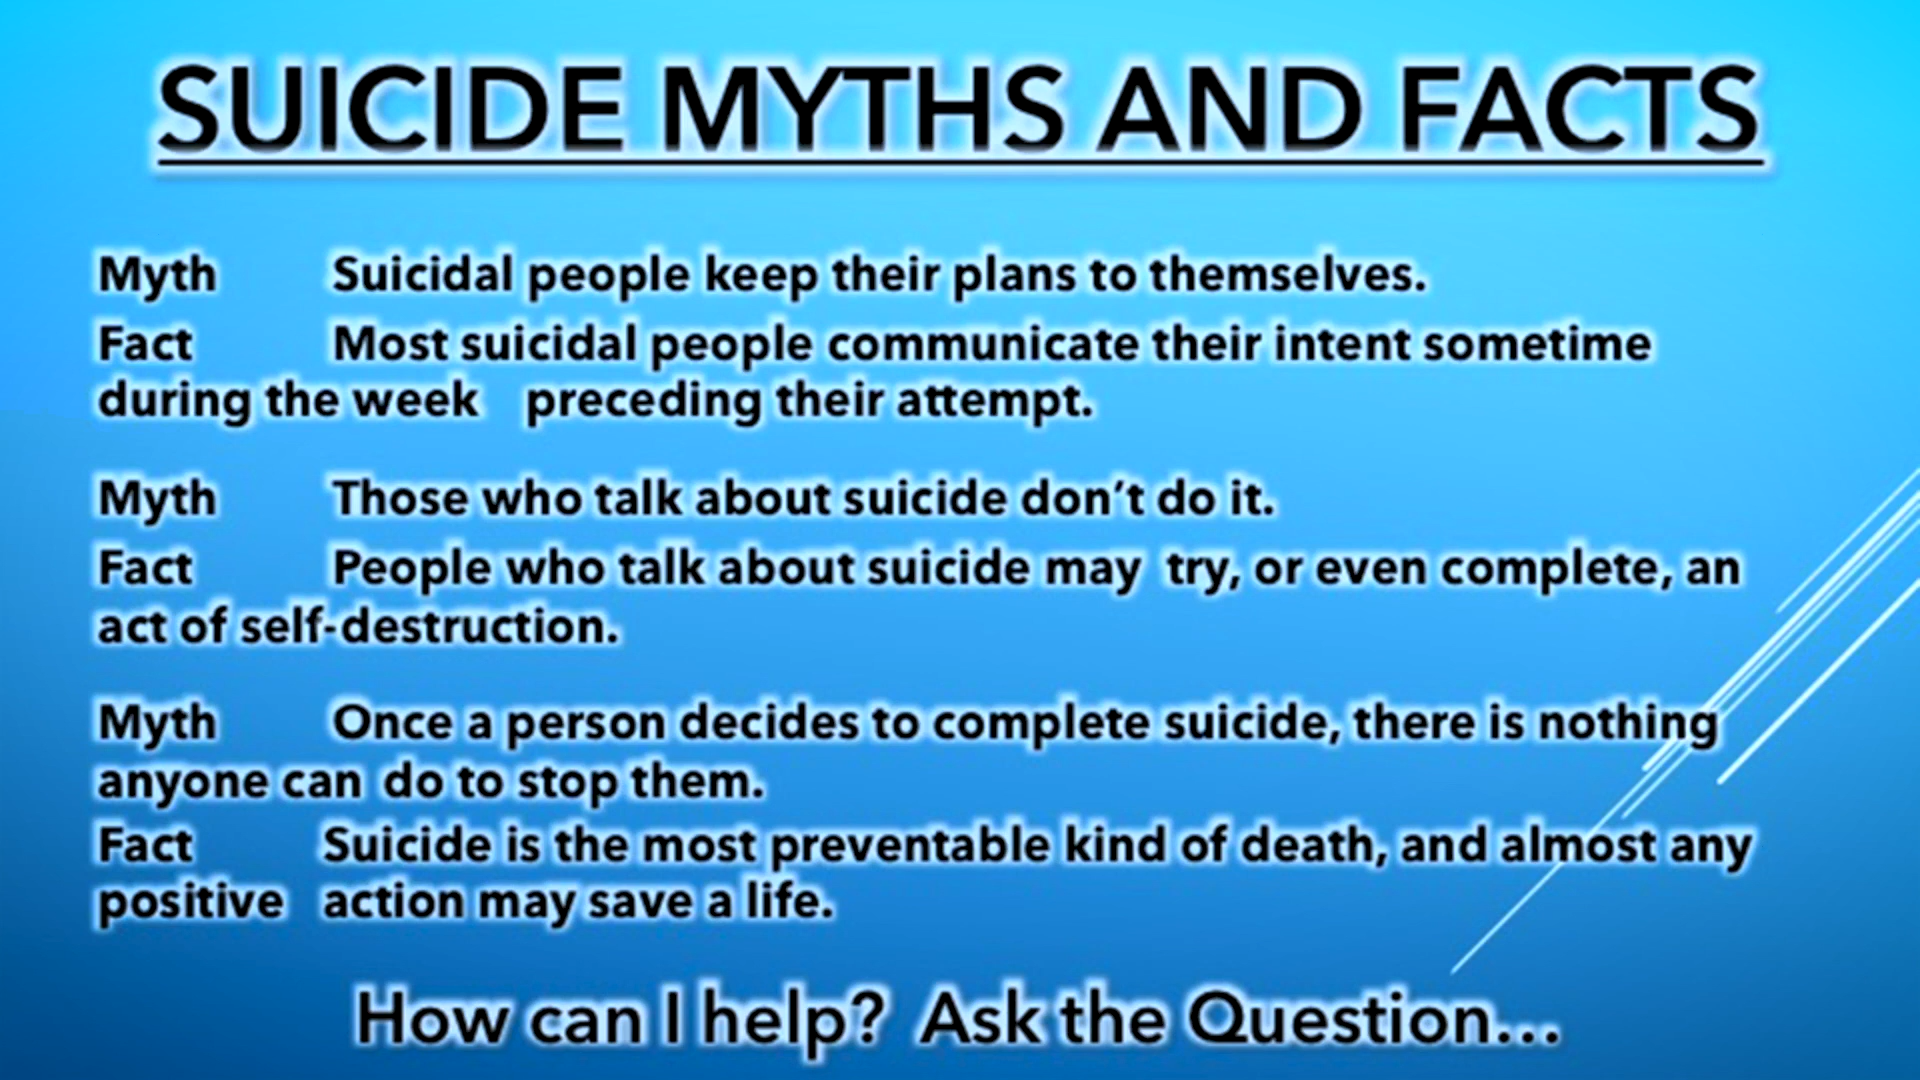 SUICIDE MYTHS AND FACTS
Myth Suicidal people keep their plans to themselves.
Fact Most suicidal people communicate their intent sometime
during the week preceding their attempt.
Myth Those who talk about suicide don’t do it.
Fact People who talk about suicide may try, or even complete, an
act of self-destruction.
Myth Once a person decides to complete suicide, there is nothing
anyone can do to stop them.
Fact Suicide is the most preventable kind of death, and almost any
positive action may save a life.
How can I help? Ask the Question...